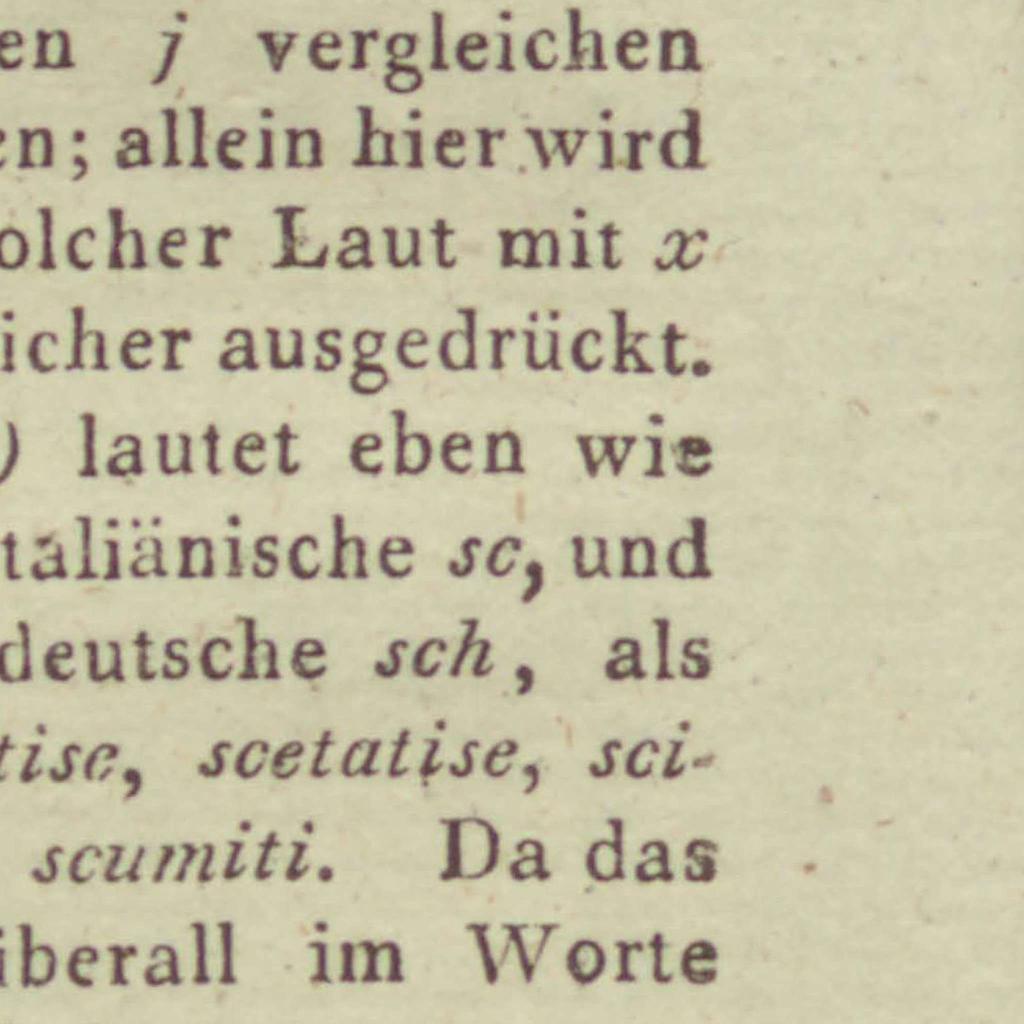 en j vergleichen
en; allein hier wird
olcher Laut mit x
icher ausgedrückt.
) lautet eben wie
taliänische sc, und
deutsche sch, als
tise, scetatise, sci-
scumiti. Da das
iberall im Worte